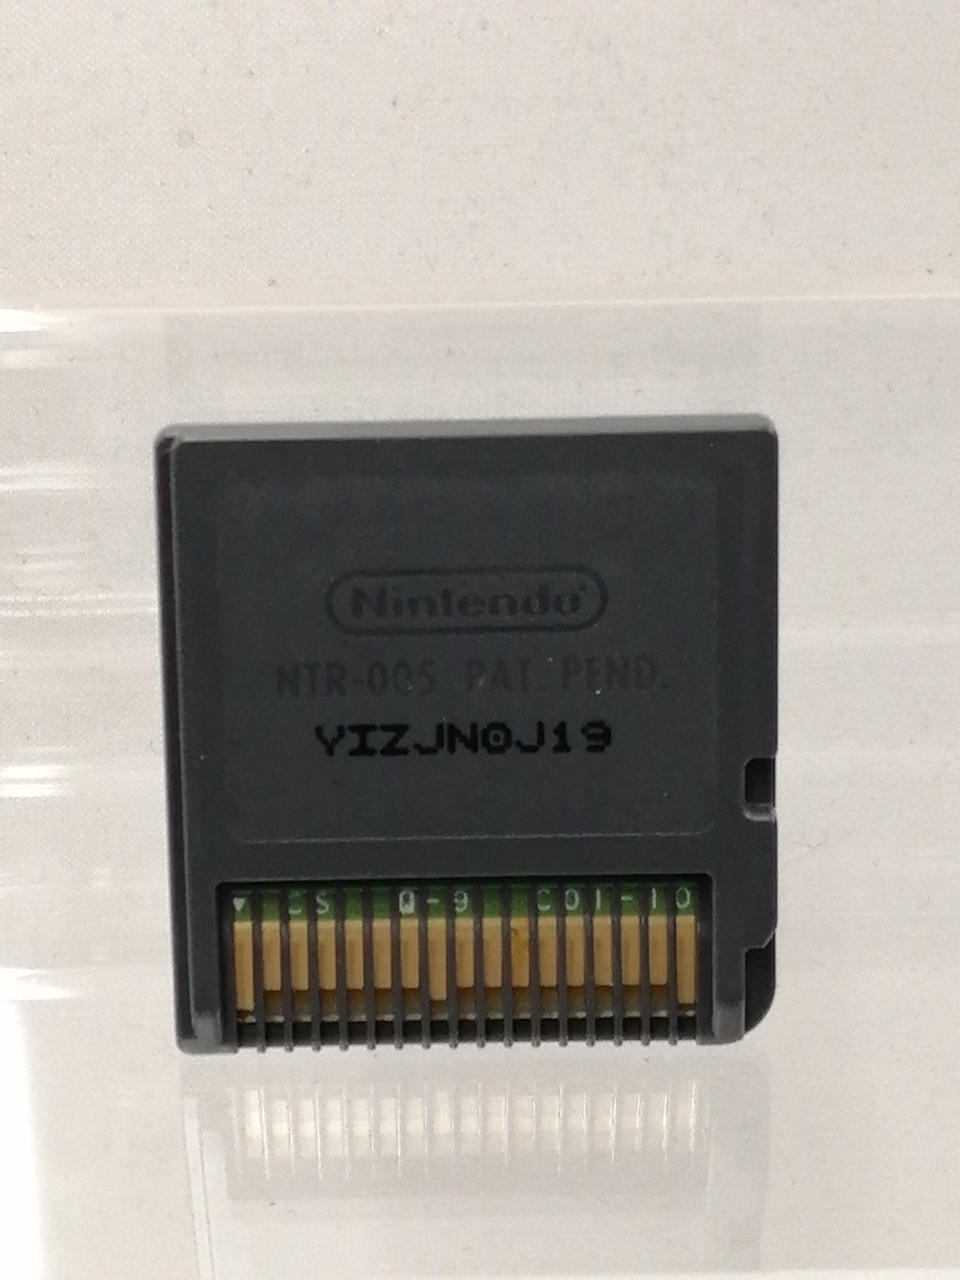 Nintendo
NTR-005 PAT. PEND.
YIZJN0J19
CS 0-9 C01-10